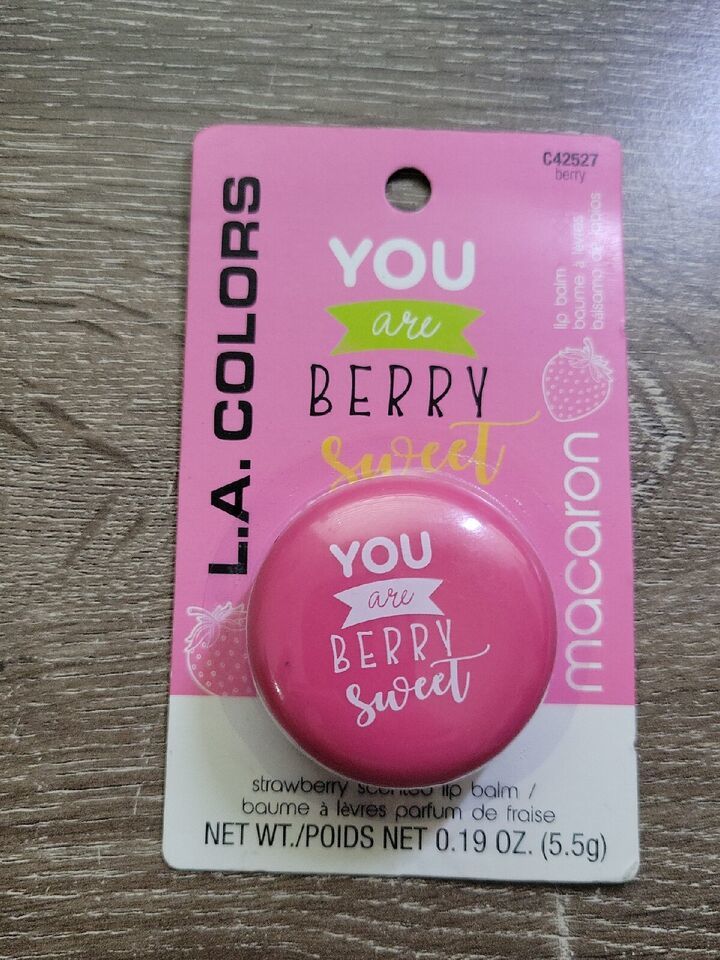 C42527
berry
L.A. COLORS
YOU
are
BERRY
sweet
lip balm
baume à lèvres
bálsamo de labios
macaron
YOU
are
BERRY
sweet
strawberry scented lip balm /
baume à lèvres parfum de fraise
NET WT./POIDS NET 0.19 OZ. (5.5g)